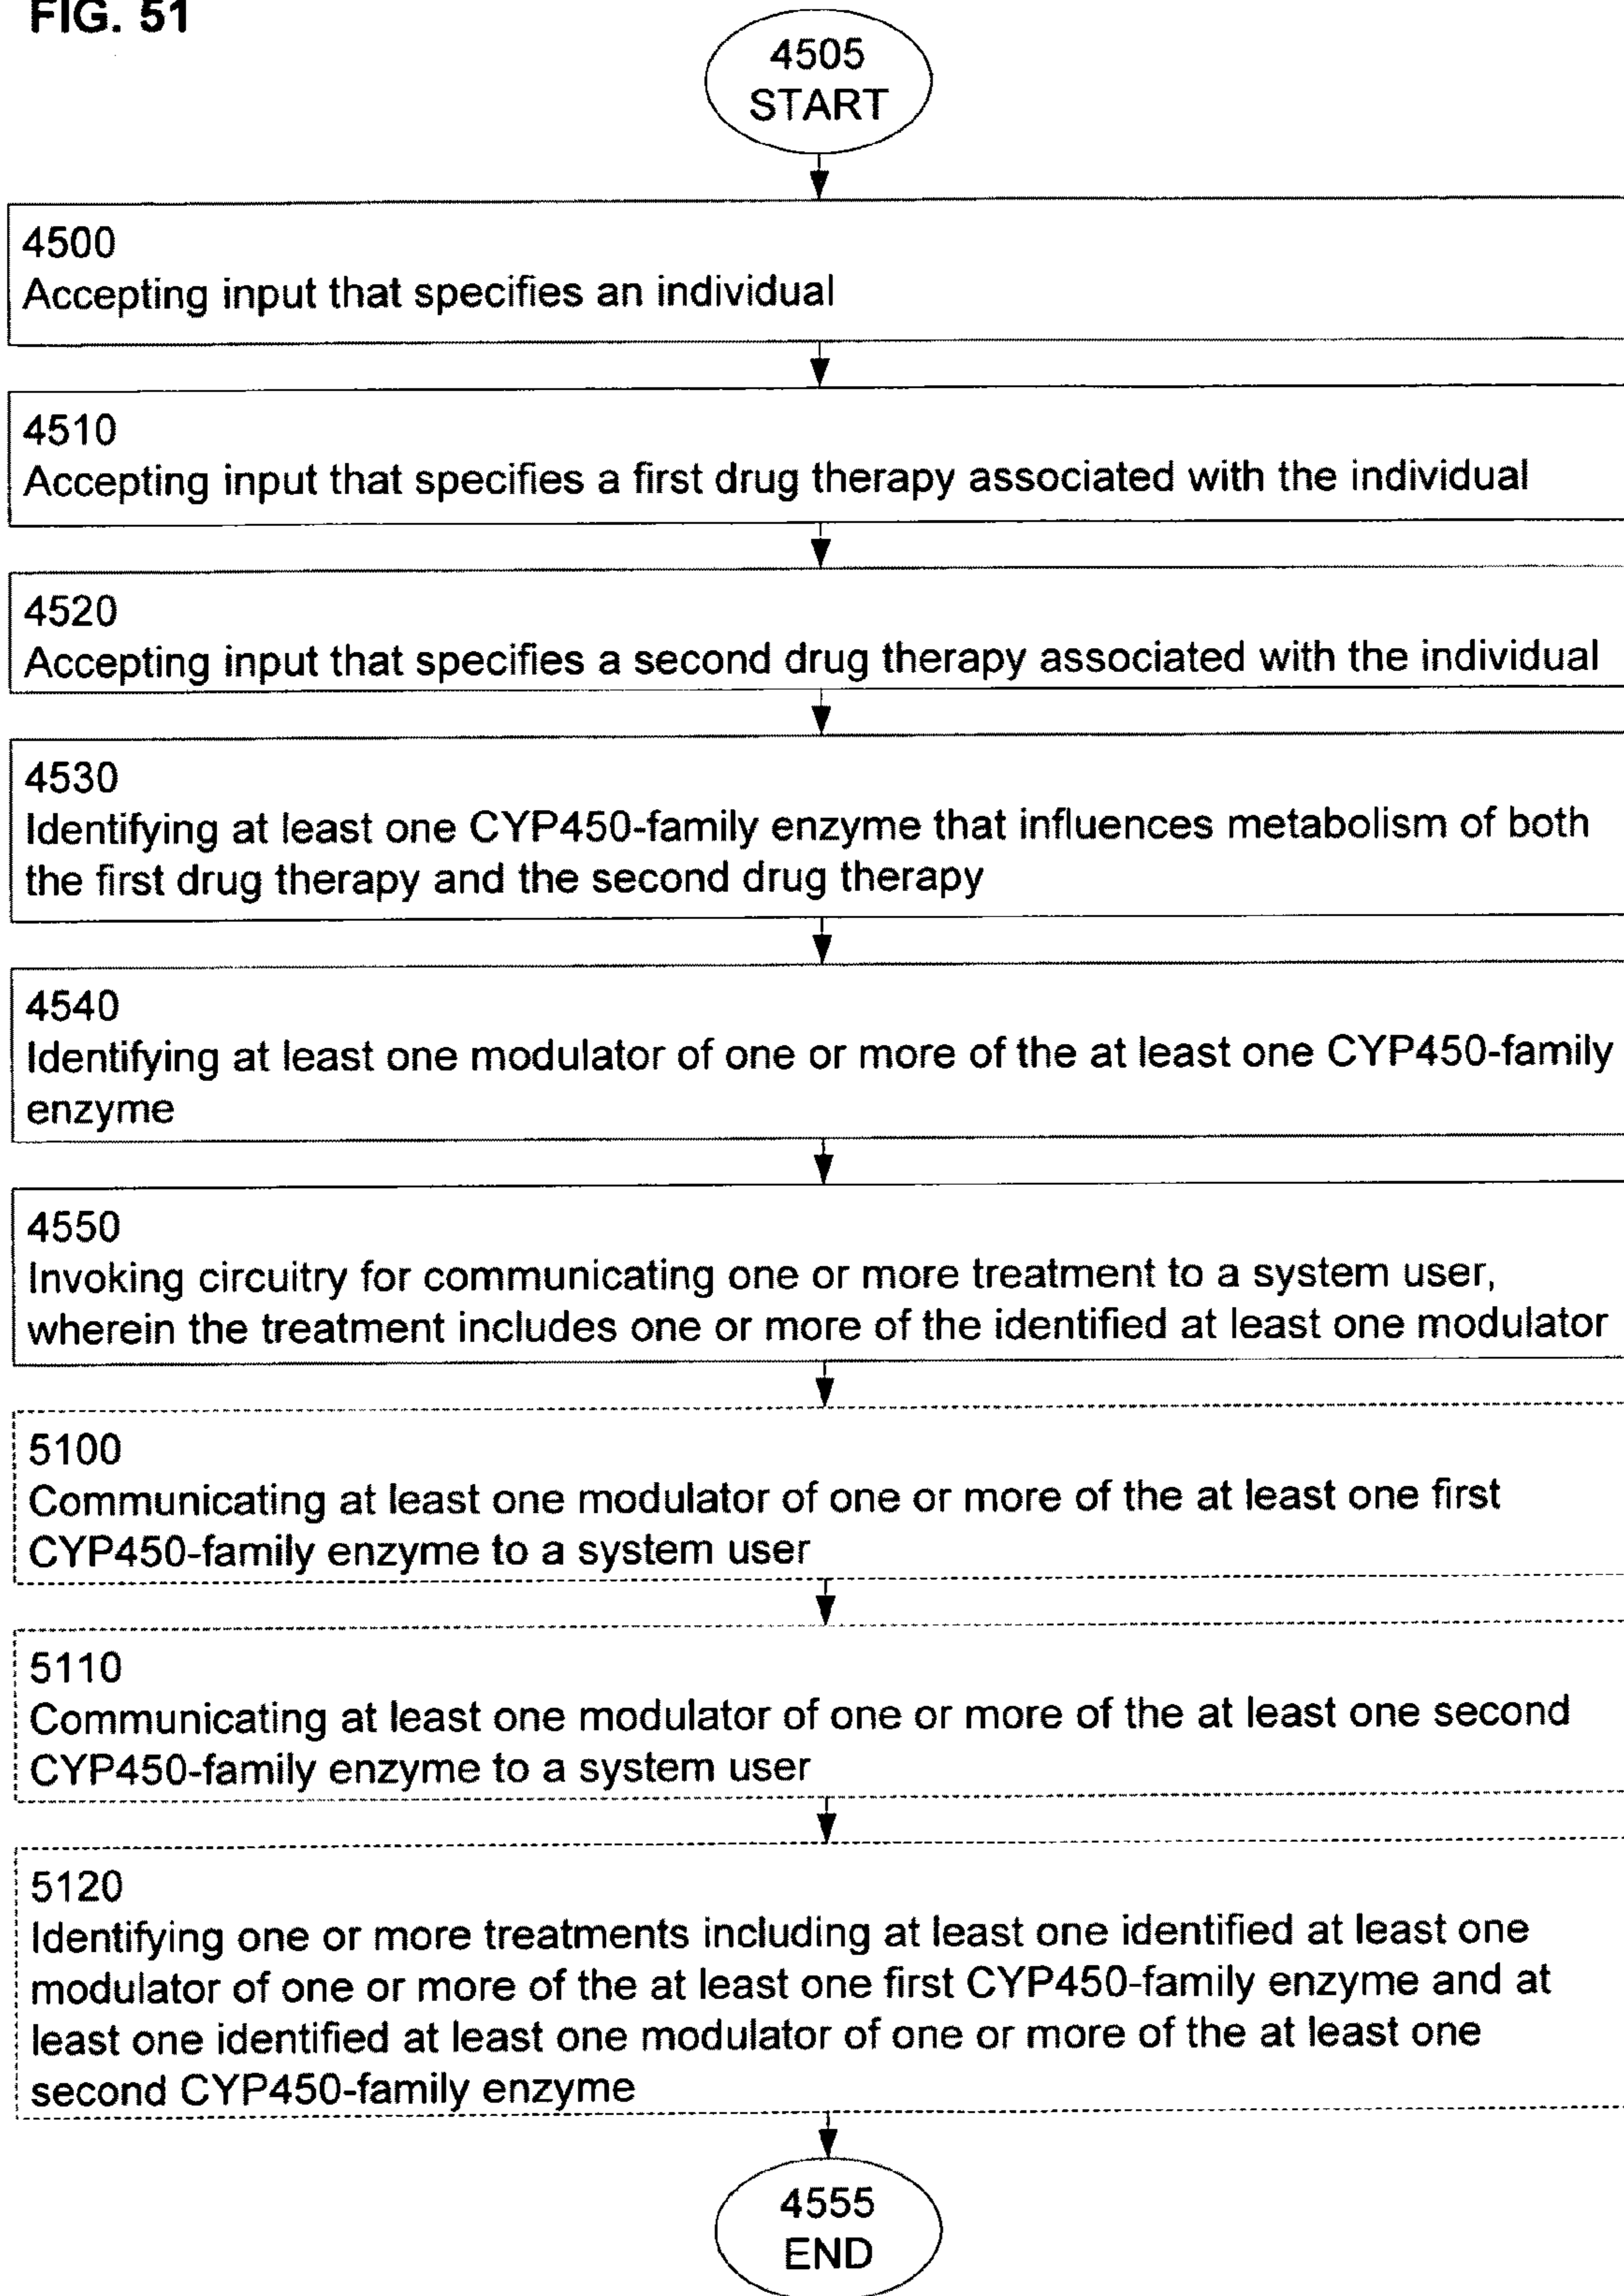 FIG. 51
4505
START
4500
Accepting input that specifies an individual
4510
Accepting input that specifies a first drug therapy associated with the individual
4520
Accepting input that specifies a second drug therapy associated with the individual
4530
Identifying at least one CYP450-family enzyme that influences metabolism of both
the first drug therapy and the second drug therapy
4540
Identifying at least one modulator of one or more of the at least one CYP450-family
enzyme
4550
Invoking circuitry for communicating one or more treatment to a system user,
wherein the treatment includes one or more of the identified at least one modulator
5100
Communicating at least one modulator of one or more of the at least one first
CYP450-family enzyme to a system user
5110
Communicating at least one modulator of one or more of the at least one second
CYP450-family enzyme to a system user
5120
Identifying one or more treatments including at least one identified at least one
modulator of one or more of the at least one first CYP450-family enzyme and at
least one identified at least one modulator of one or more of the at least one
second CYP450-family enzyme
4555
END